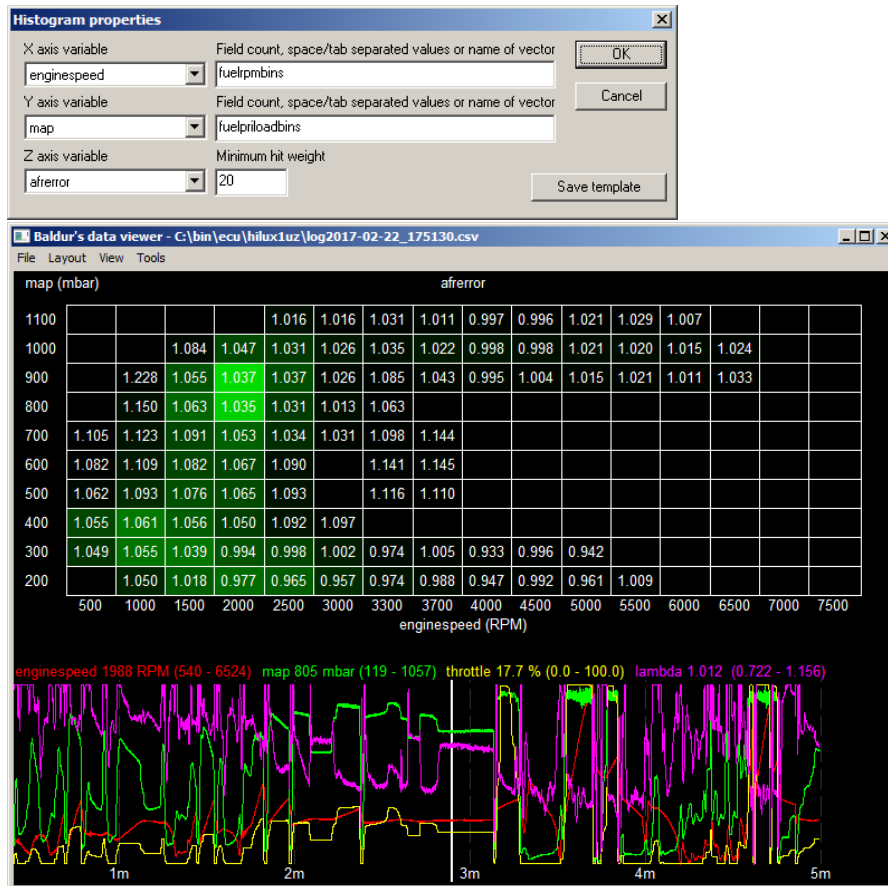 Histogram properties
X axis variable Field count, space/tab separated values or name of vector OK
enginespeed fuelrpmbins
Y axis variable Field count, space/tab separated values or name of vector Cancel
map fuelpriloadbins
Z axis variable Minimum hit weight
afrerror 20 Save template
Baldur's data viewer - C:\bin\ecu\hilux1uz\log2017-02-22_175130.csv
File Layout View Tools
map (mbar) afrerror
1100 1.016 1.016 1.031 1.011 0.997 0.996 1.021 1.029 1.007
1000 1.084 1.047 1.031 1.026 1.035 1.022 0.998 0.998 1.021 1.020 1.015 1.024
900 1.228 1.055 1.037 1.037 1.026 1.085 1.043 0.995 1.004 1.015 1.021 1.011 1.033
800 1.150 1.063 1.035 1.031 1.013 1.063
700 1.105 1.123 1.091 1.053 1.034 1.031 1.098 1.144
600 1.082 1.109 1.082 1.067 1.090 1.141 1.145
500 1.062 1.093 1.076 1.065 1.093 1.116 1.110
400 1.055 1.061 1.056 1.050 1.092 1.097
300 1.049 1.055 1.039 0.994 0.998 1.002 0.974 1.005 0.933 0.996 0.942
200 1.050 1.018 0.977 0.965 0.957 0.974 0.988 0.947 0.992 0.961 1.009
500 1000 1500 2000 2500 3000 3300 3700 4000 4500 5000 5500 6000 6500 7000 7500
enginespeed (RPM)
enginespeed 1988 RPM (540 - 6524) map 805 mbar (119 - 1057) throttle 17.7 % (0.0 - 100.0) lambda 1.012 (0.722 - 1.156)
1m 2m 3m 4m 5m